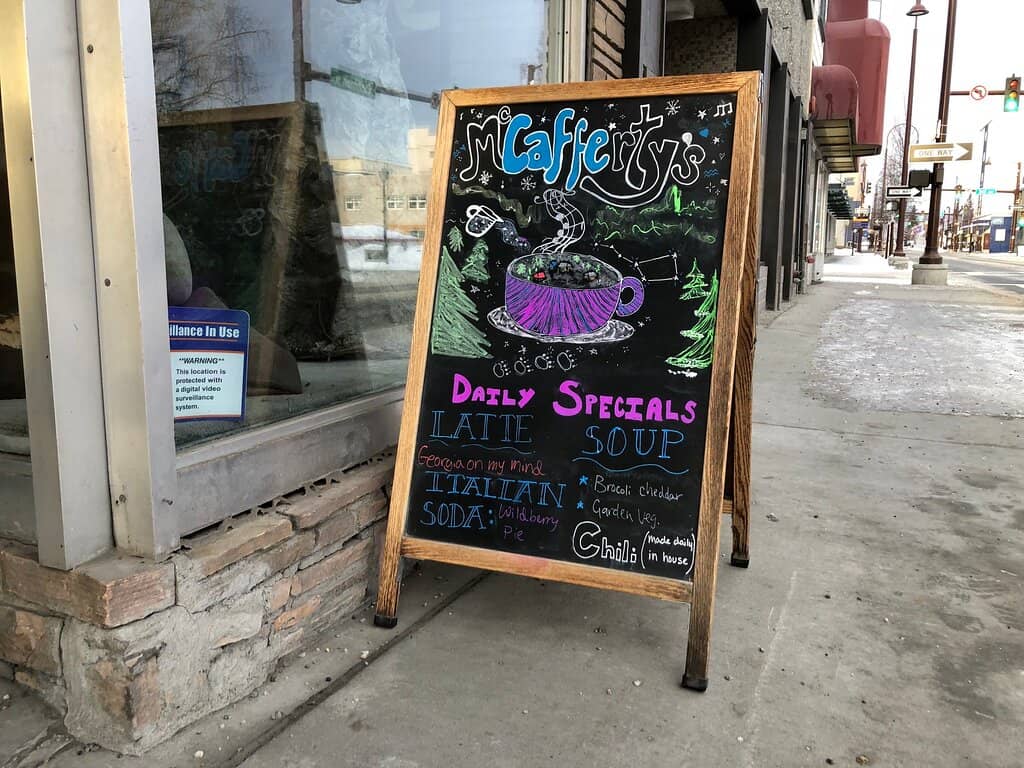 McCafferty's
DAILY SPECIALS
LATTE
Georgia on my mind
ITALIAN
SODA: Wildberry
Pie
SOUP
* Brocoli cheddar
* Garden Veg.
Chili (made daily
in house)
illance In Use
"WARNING"
This location is
protected with
a digital video
surveillance
system.
ONE WAY